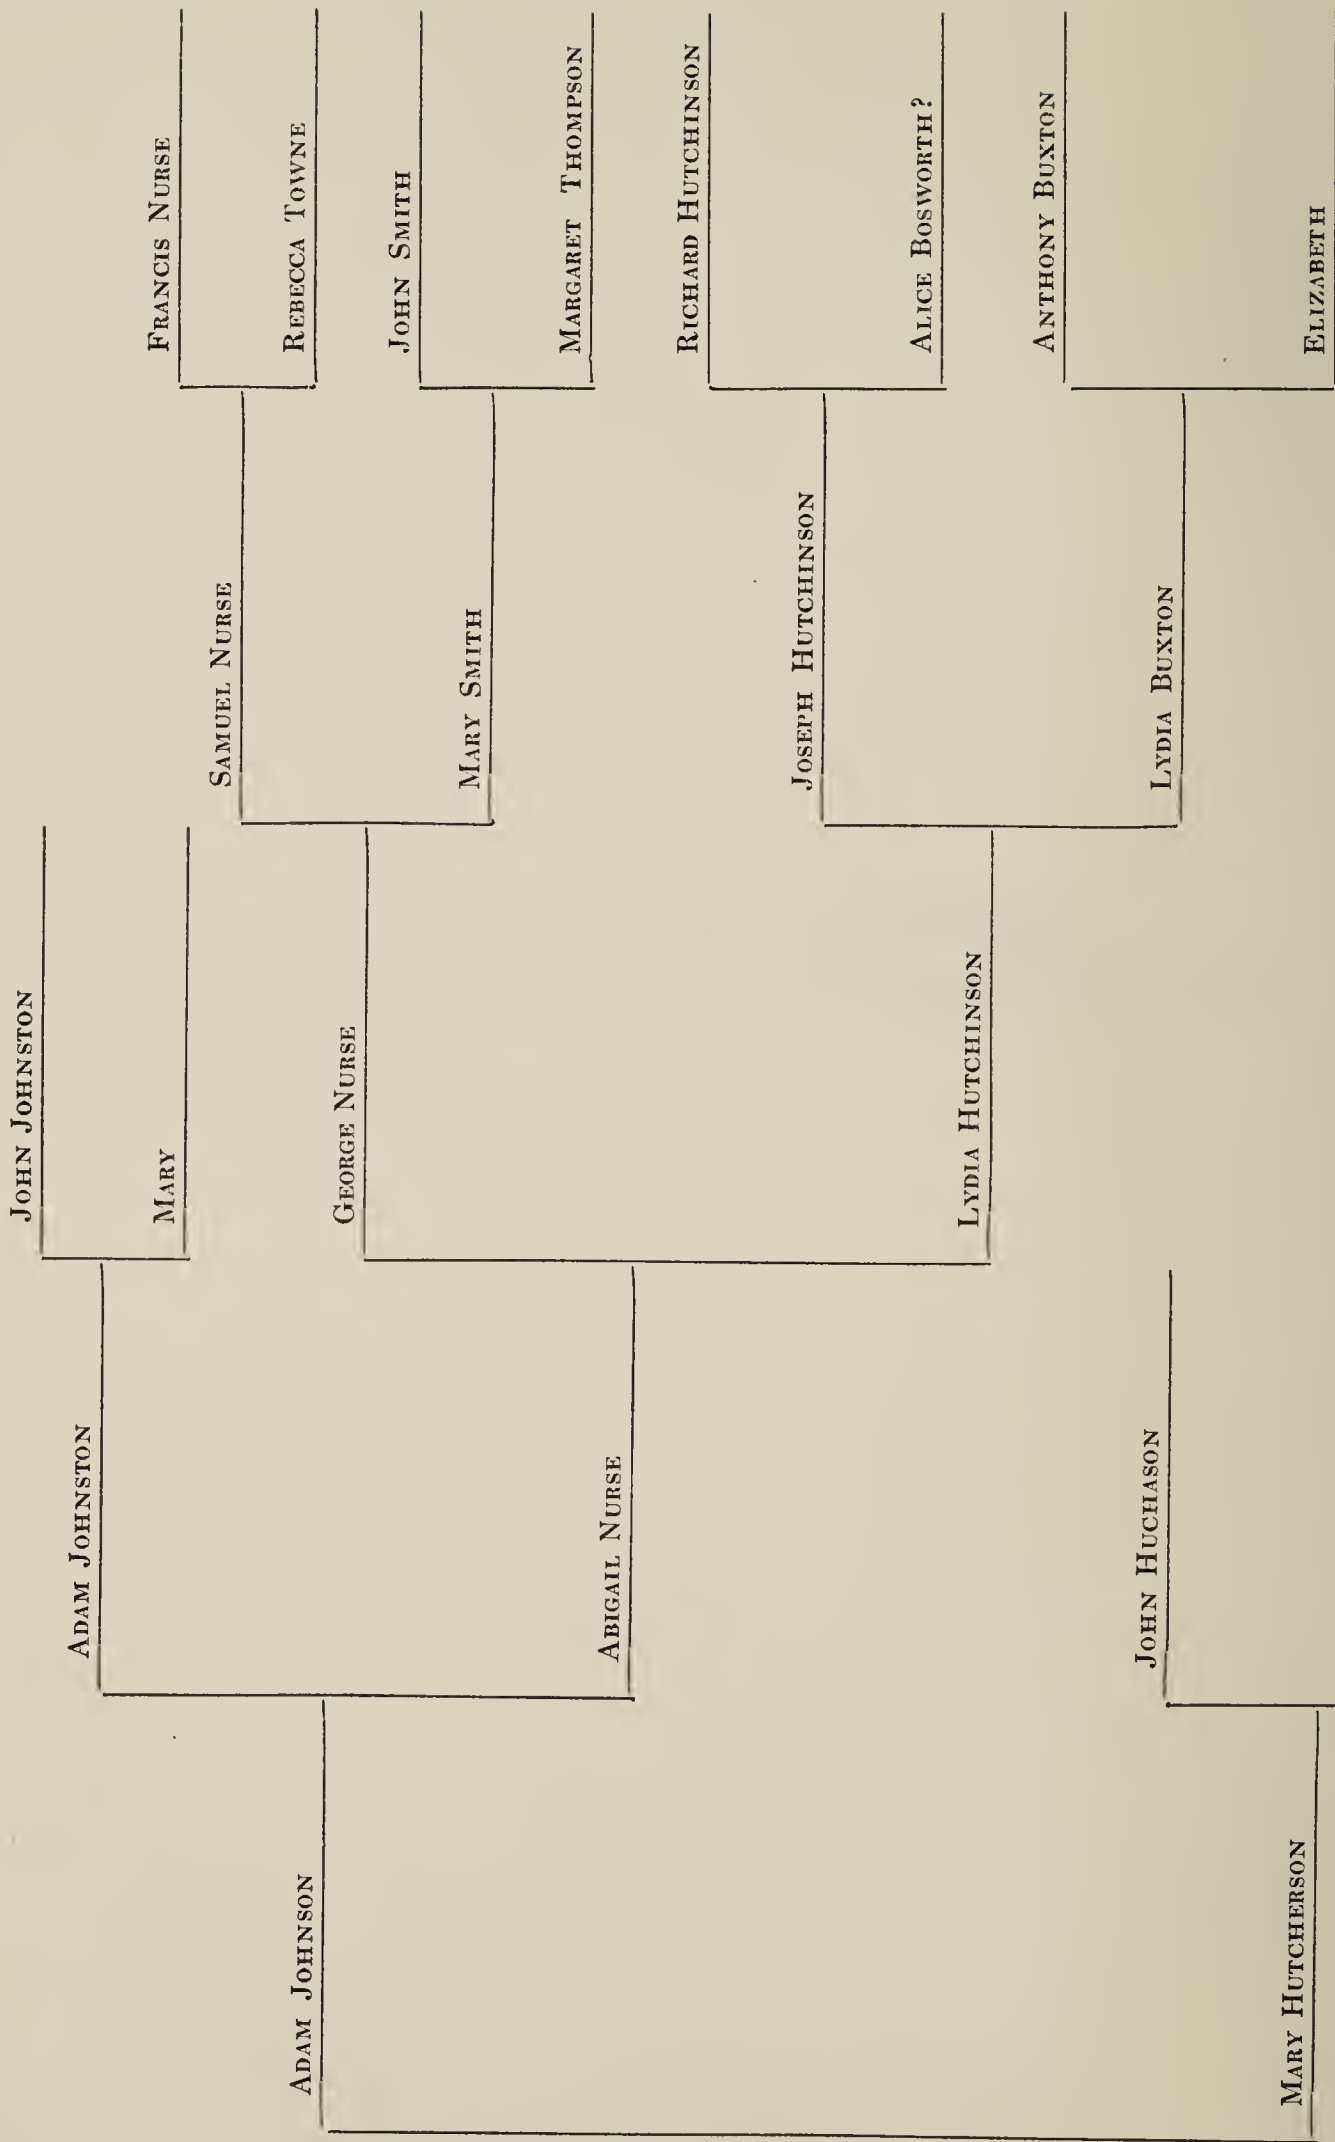 FRANCIS NURSE
REBECCA TOWNE
JOHN SMITH
MARGARET THOMPSON
RICHARD HUTCHINSON
ALICE BOSWORTH?
ANTHONY BUXTON
ELIZABETH
SAMUEL NURSE
MARY SMITH
JOSEPH HUTCHINSON
LYDIA BUXTON
JOHN JOHNSTON
MARY
GEORGE NURSE
LYDIA HUTCHINSON
ADAM JOHNSTON
ABIGAIL NURSE
JOHN HUCHASON
ADAM JOHNSON
MARY HUTCHERSON